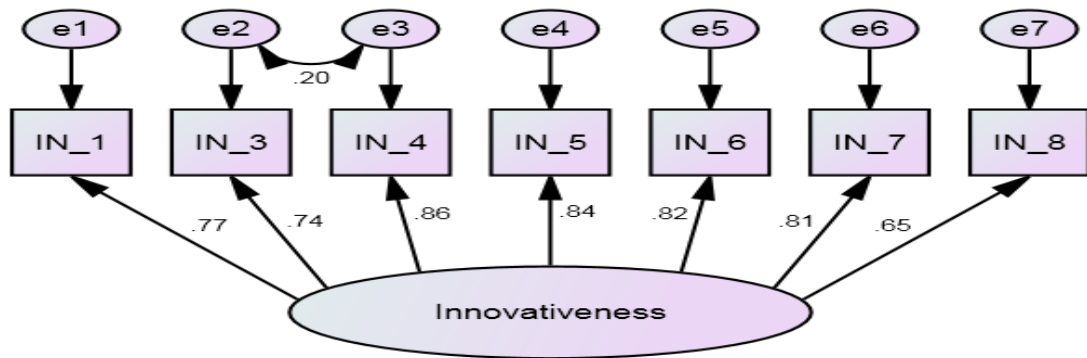 e1 e2 e3 e4 e5 e6 e7
.20
IN_1 IN_3 IN_4 IN_5 IN_6 IN_7 IN_8
.77 .74 .86 .84 .82 .81 .65
Innovativeness